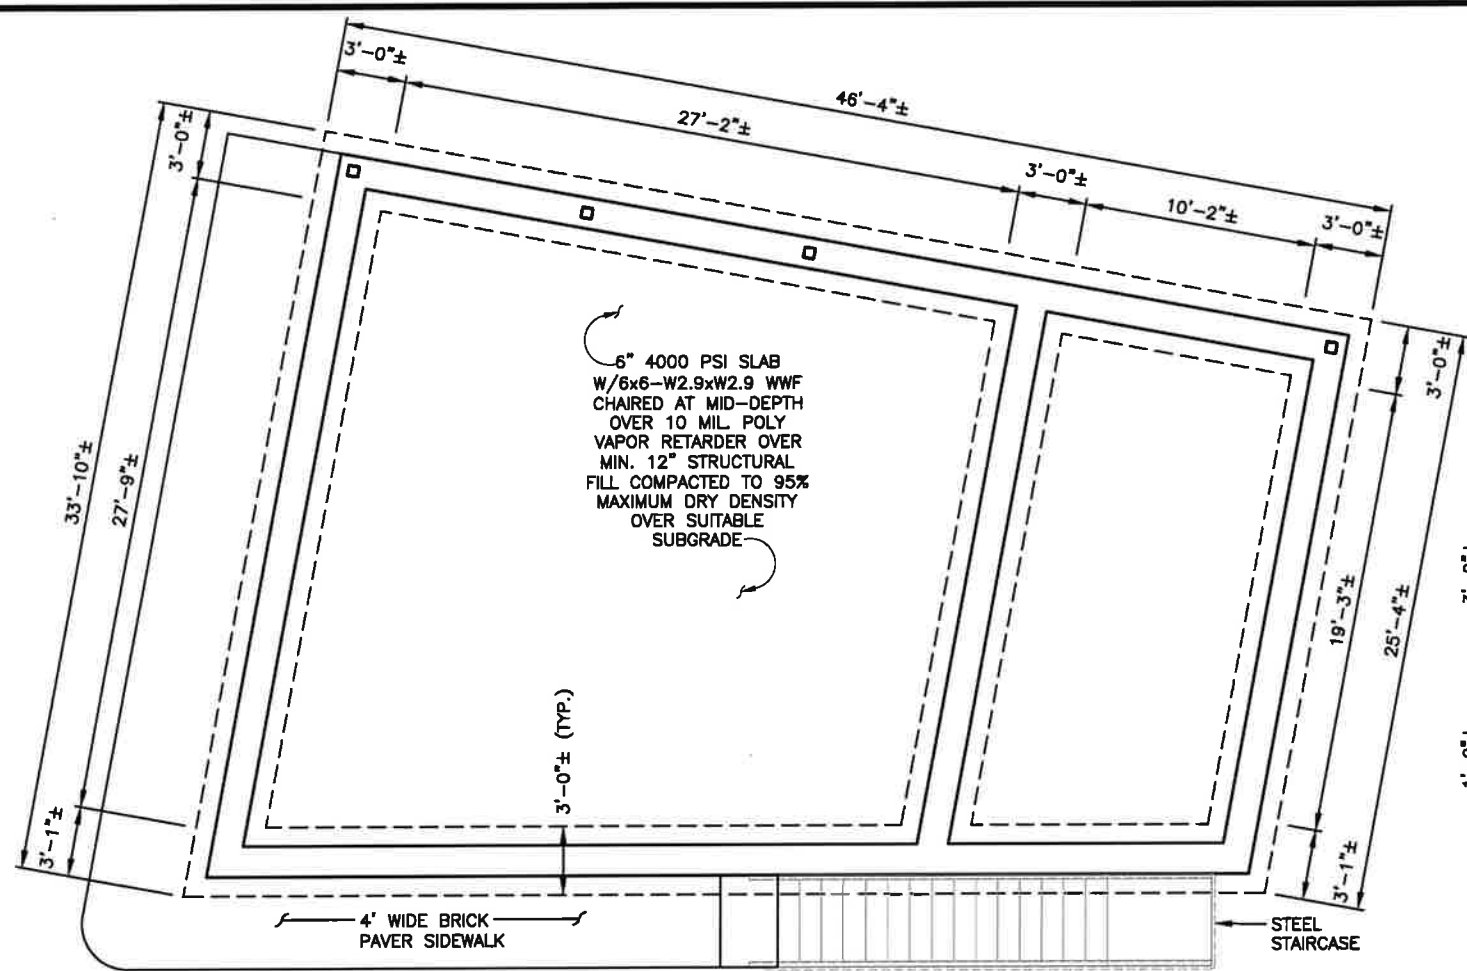 3'-0"±
46'-4"±
27'-2"±
3'-0"±
3'-0"±
10'-2"±
3'-0"±
3'-0"±
33'-10"±
27'-9"±
3'-1"±
6" 4000 PSI SLAB
W/6x6-W2.9xW2.9 WWF
CHAIRED AT MID-DEPTH
OVER 10 MIL POLY
VAPOR RETARDER OVER
MIN. 12" STRUCTURAL
FILL COMPACTED TO 95%
MAXIMUM DRY DENSITY
OVER SUITABLE
SUBGRADE
3'-0"± (TYP.)
19'-3"±
25'-4"±
3'-1"±
4' WIDE BRICK
PAVER SIDEWALK
STEEL
STAIRCASE